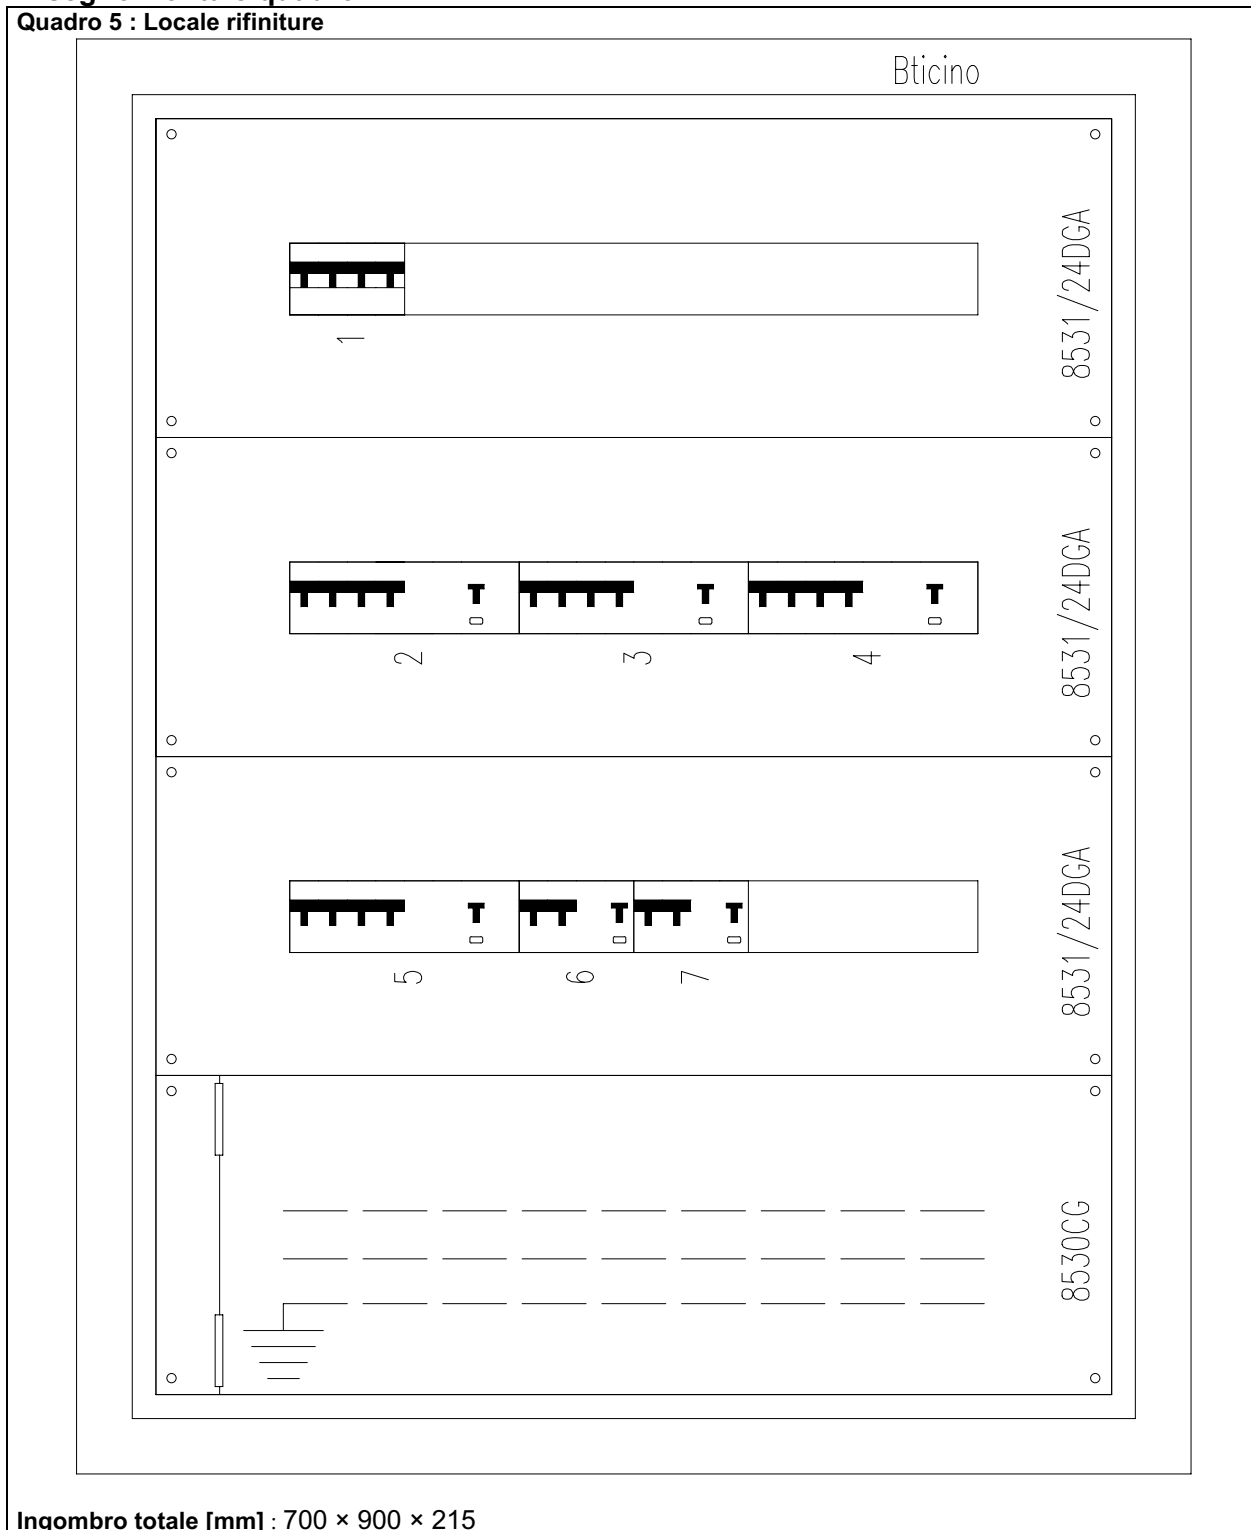 Quadro 5 : Locale rifiniture
Bticino
8531/24DGA
1
8531/24DGA
2 3 4
8531/24DGA
5 6 7
8530CG
Ingombro totale [mm] : 700 × 900 × 215